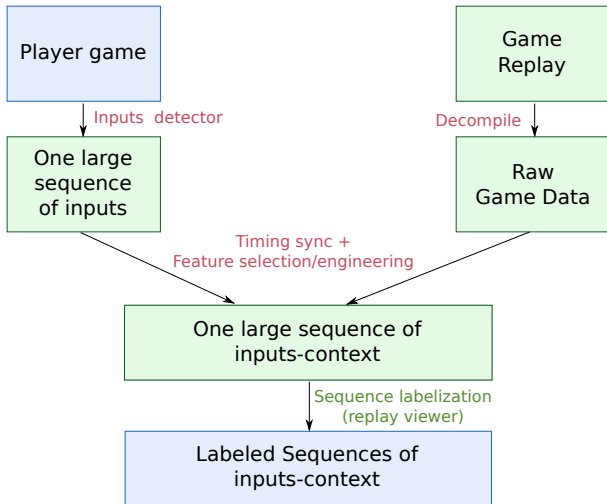 Player game
Game
Replay
Inputs detector
Decompile
One large
sequence
of inputs
Raw
Game Data
Timing sync +
Feature selection/engineering
One large sequence of
inputs-context
Sequence labelization
(replay viewer)
Labeled Sequences of
inputs-context